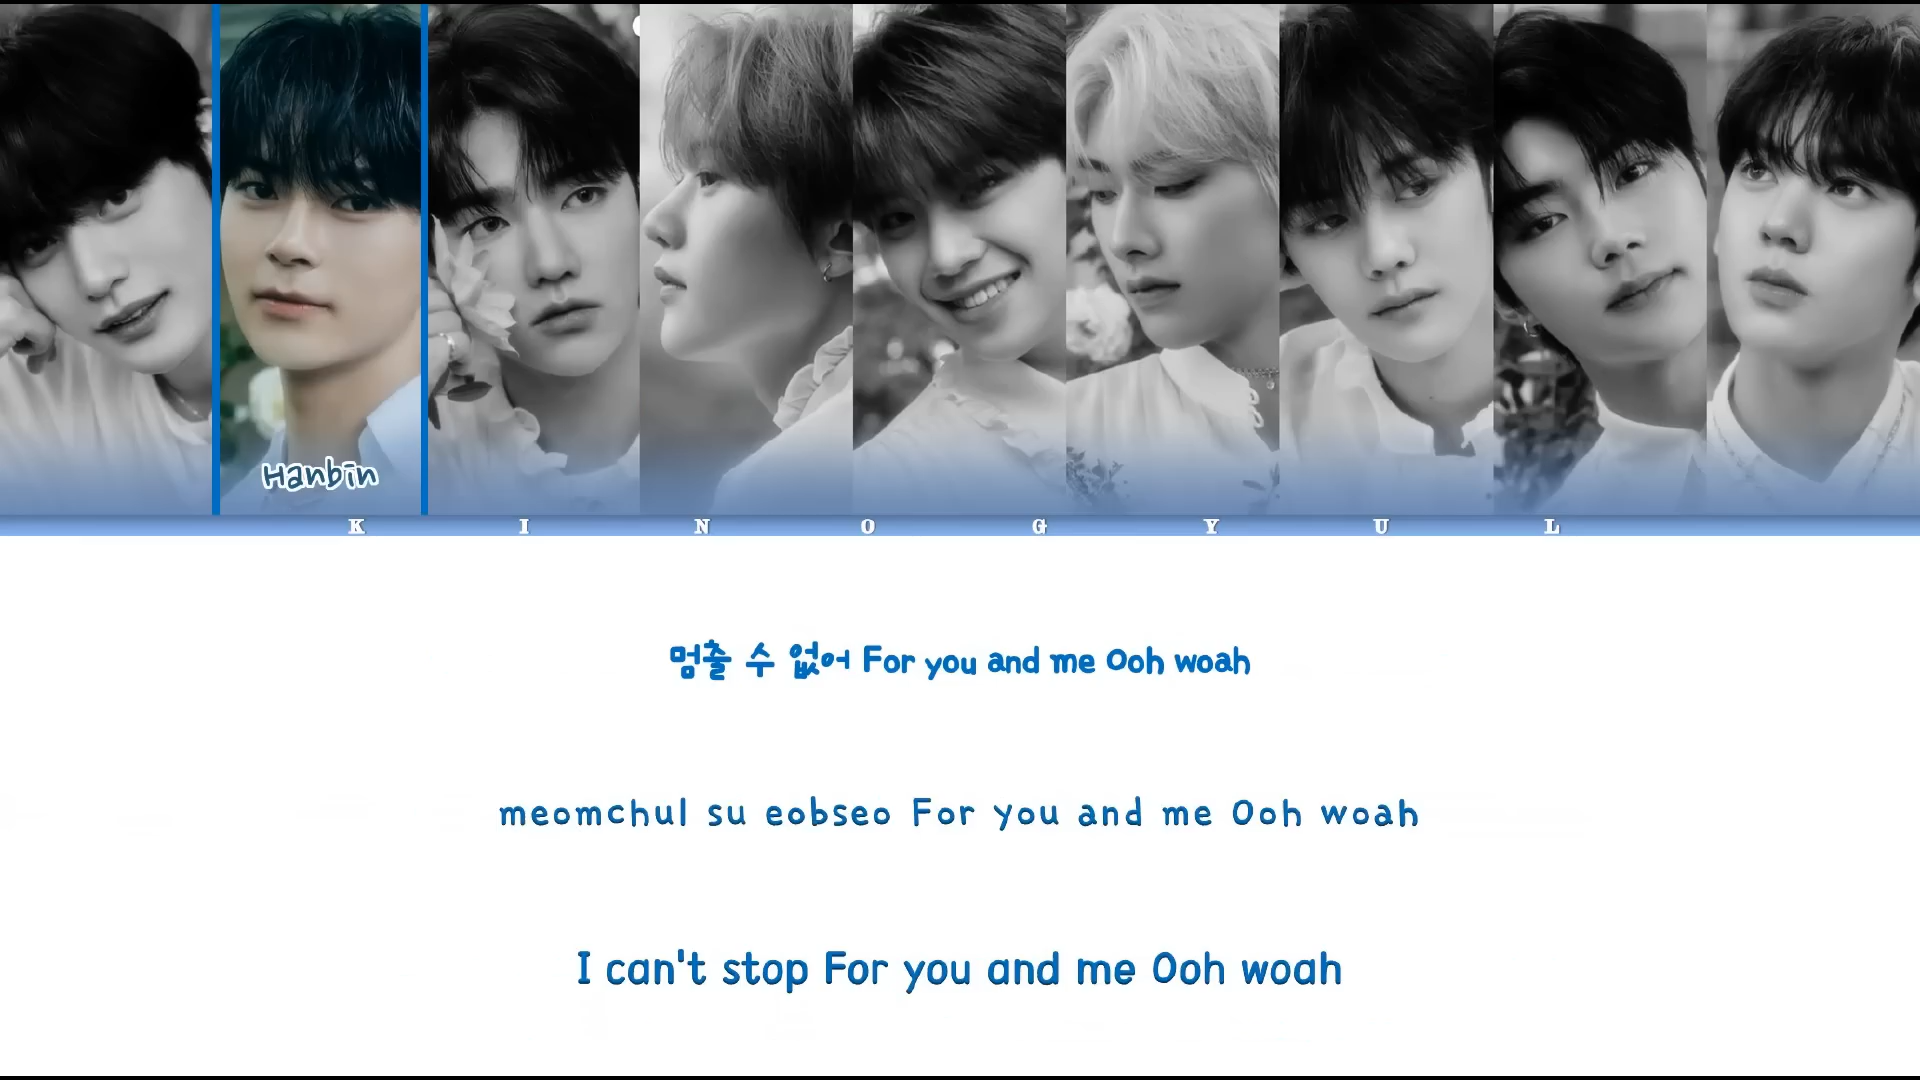 Hanbin
K I N O G Y U L
멈출 수 없어 For you and me Ooh woah
meomchul su eobseo For you and me Ooh woah
I can't stop For you and me Ooh woah